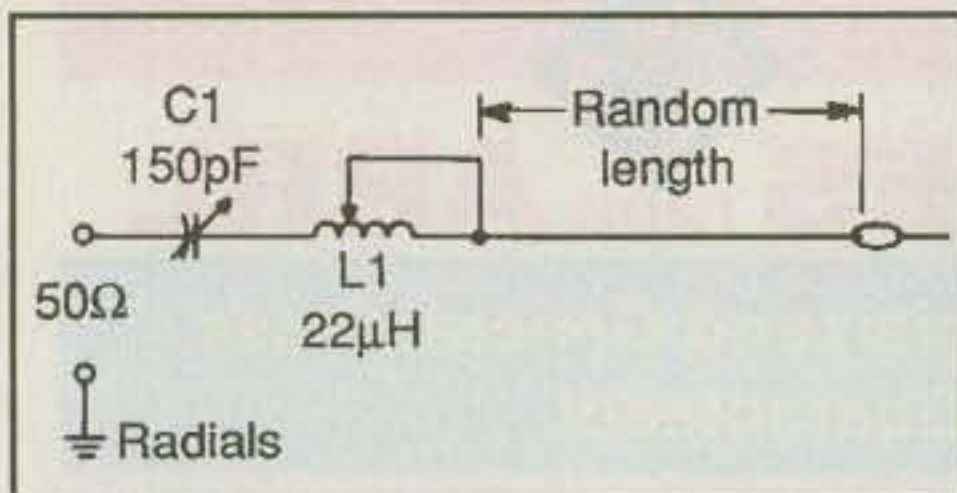 C1
150pF
Random
length
L1
22μH
50Ω
Radials